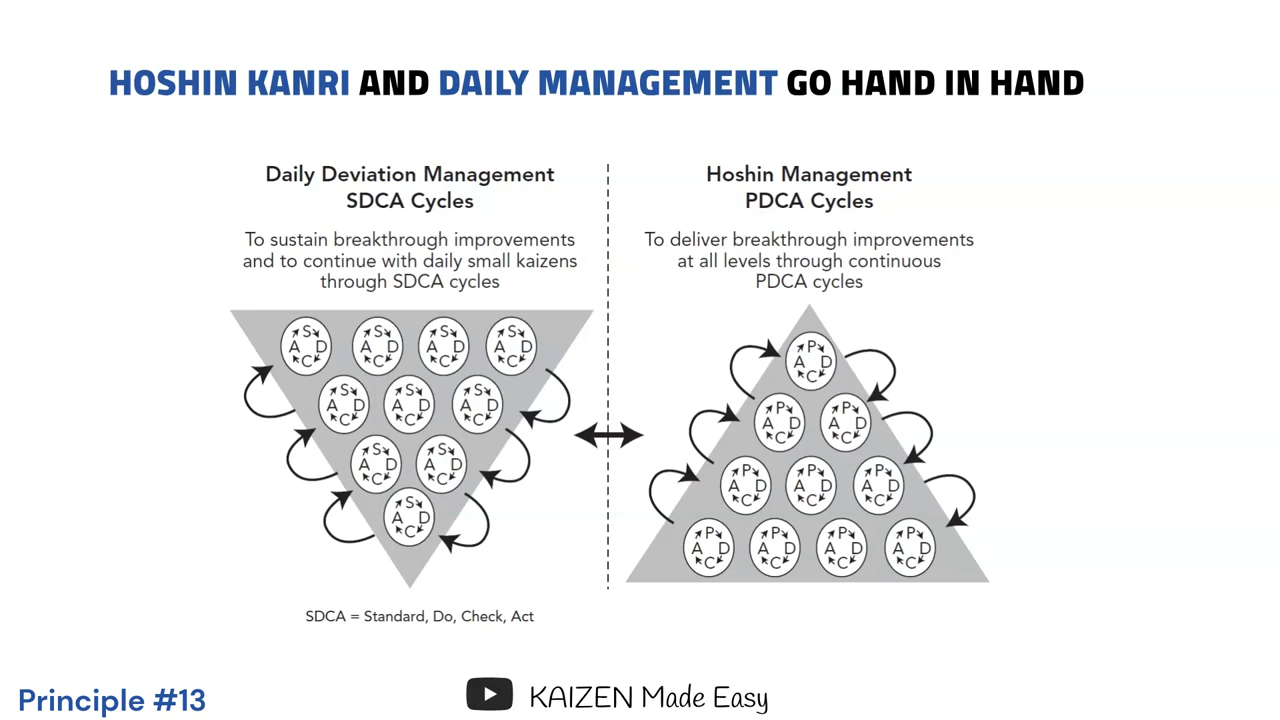 HOSHIN KANRI AND DAILY MANAGEMENT GO HAND IN HAND
Daily Deviation Management
SDCA Cycles
To sustain breakthrough improvements
and to continue with daily small kaizens
through SDCA cycles
S D C A S D C A S D C A S D C A
S D C A S D C A S D C A
S D C A S D C A
S D C A
SDCA = Standard, Do, Check, Act
Hoshin Management
PDCA Cycles
To deliver breakthrough improvements
at all levels through continuous
PDCA cycles
P D C A
P D C A P D C A
P D C A P D C A P D C A
P D C A P D C A P D C A P D C A
Principle #13
KAIZEN Made Easy